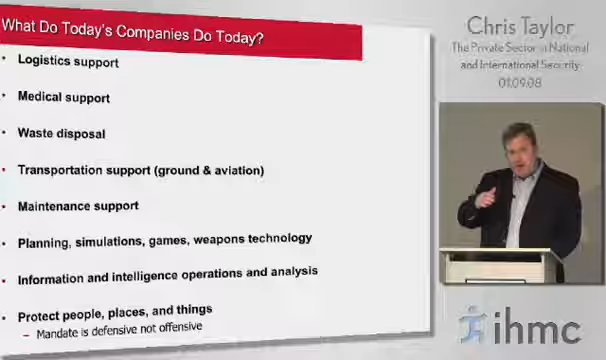 What Do Today's Companies Do Today?
• Logistics support
• Medical support
• Waste disposal
• Transportation support (ground & aviation)
• Maintenance support
• Planning, simulations, games, weapons technology
• Information and intelligence operations and analysis
• Protect people, places, and things
– Mandate is defensive not offensive
Chris Taylor
The Private Sector in National
and International Security
01.09.08
ihmc